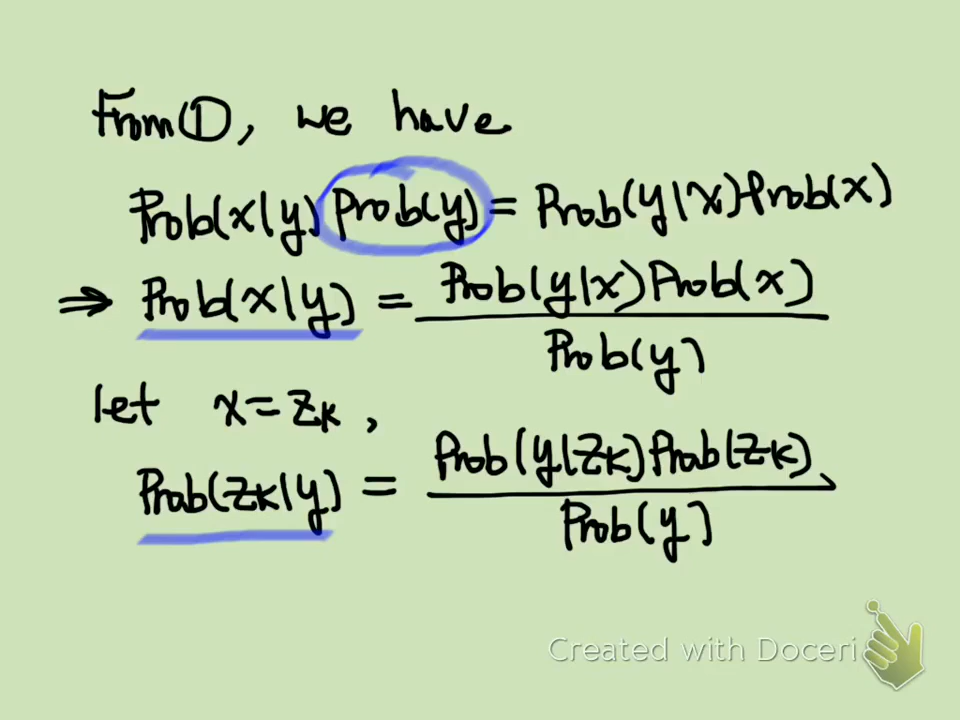 From ①, we have
Prob(x|y) Prob(y) = Prob(y|x) Prob(x)
⇒ Prob(x|y) = Prob(y|x) Prob(x)
Prob(y)
let x = zk,
Prob(zk|y) = Prob(y|zk) Prob(zk)
Prob(y)
Created with Doceri